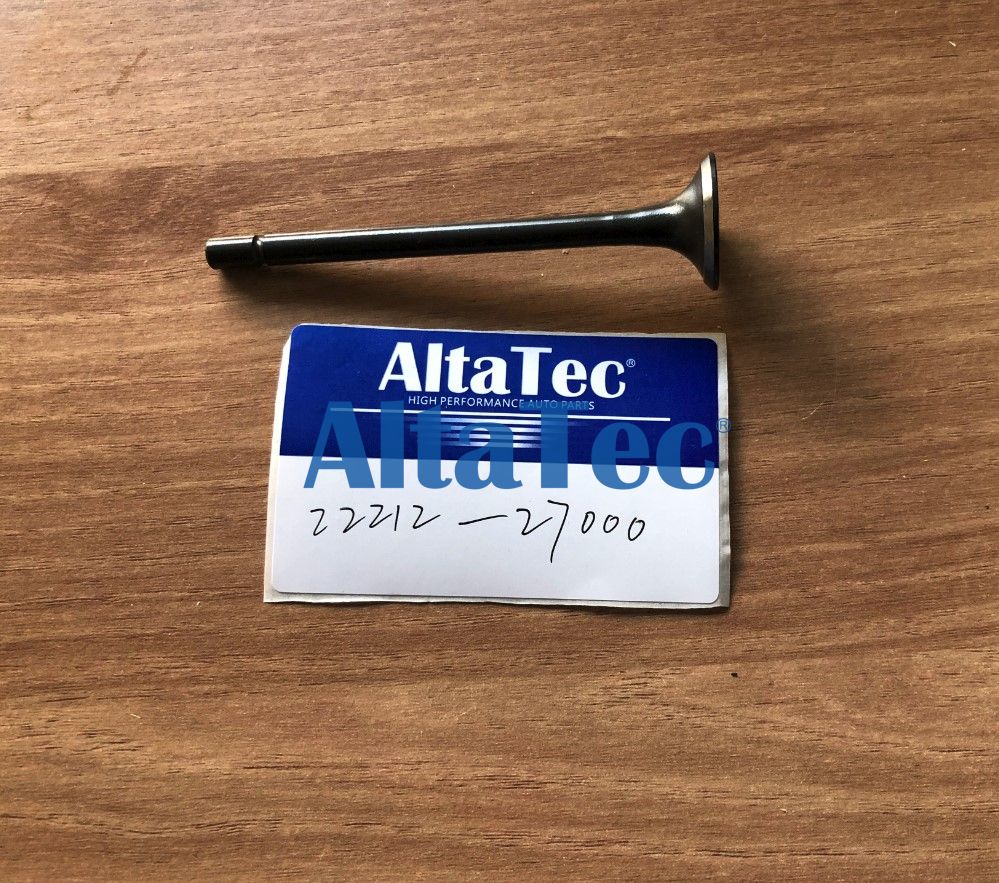 AltaTec®
HIGH PERFORMANCE AUTO PARTS
AltaTec®
22212-27000